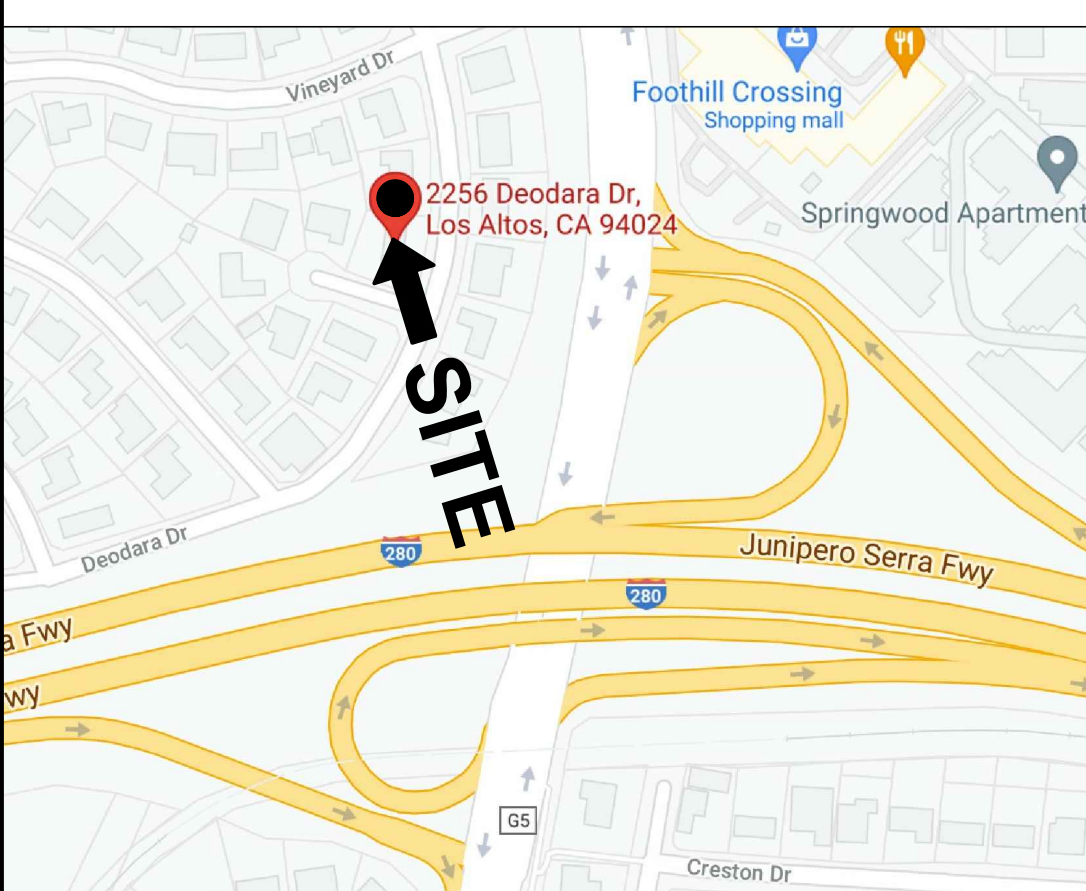 Vineyard Dr
Foothill Crossing
Shopping mall
2256 Deodara Dr,
Los Altos, CA 94024
Springwood Apartment
SITE
Deodara Dr
280
Junipero Serra Fwy
280
a Fwy
wy
G5
Creston Dr